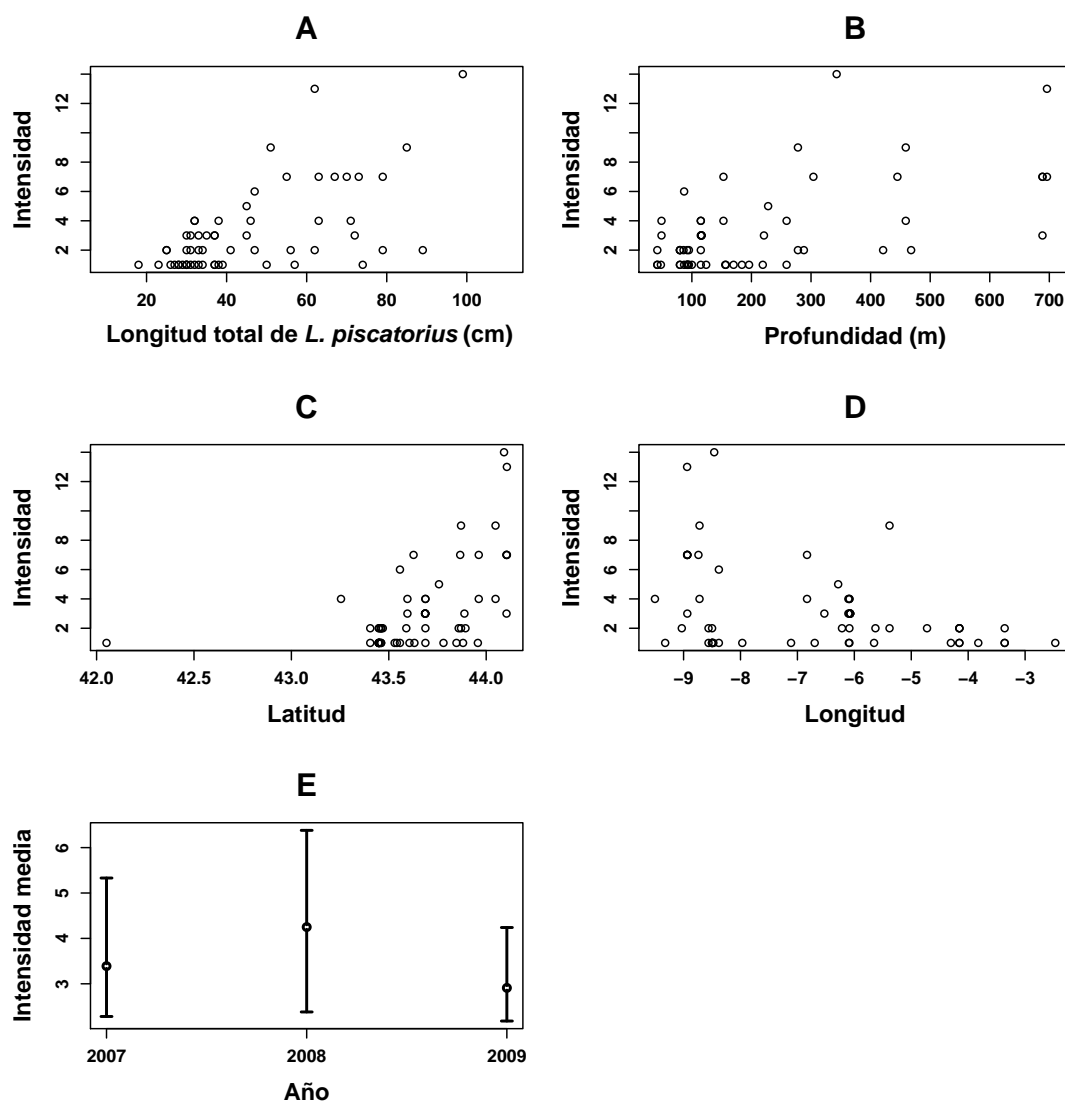 A
Intensidad
2 4 6 8 12
20 40 60 80 100
Longitud total de L. piscatorius (cm)
B
Intensidad
2 4 6 8 12
100 200 300 400 500 600 700
Profundidad (m)
C
Intensidad
2 4 6 8 12
42.0 42.5 43.0 43.5 44.0
Latitud
D
Intensidad
2 4 6 8 12
−9 −8 −7 −6 −5 −4 −3
Longitud
E
Intensidad media
3 4 5 6
2007 2008 2009
Año